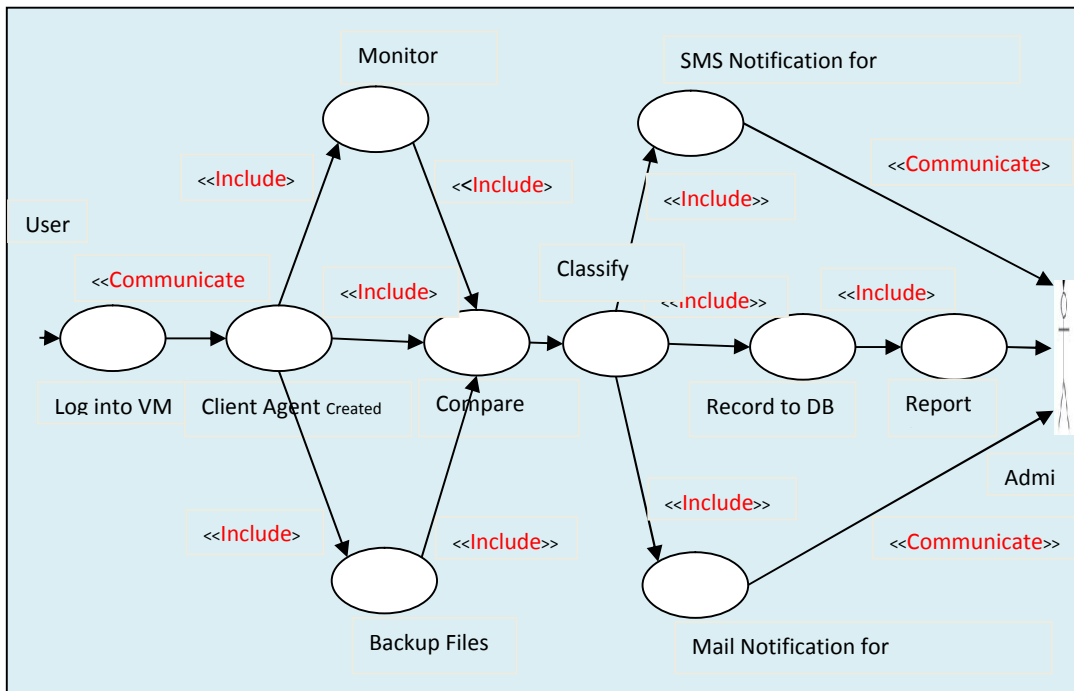 Monitor
SMS Notification for
<<Include>
<<Include>
<<Communicate>
<<Include>>
User
<<Communicate
<<Include>
Classify
<<Include>>
<<Include>
Log into VM
Client Agent Created
Compare
Record to DB
Report
Admi
<<Include>
<<Include>>
<<Include>>
<<Communicate>>
Backup Files
Mail Notification for